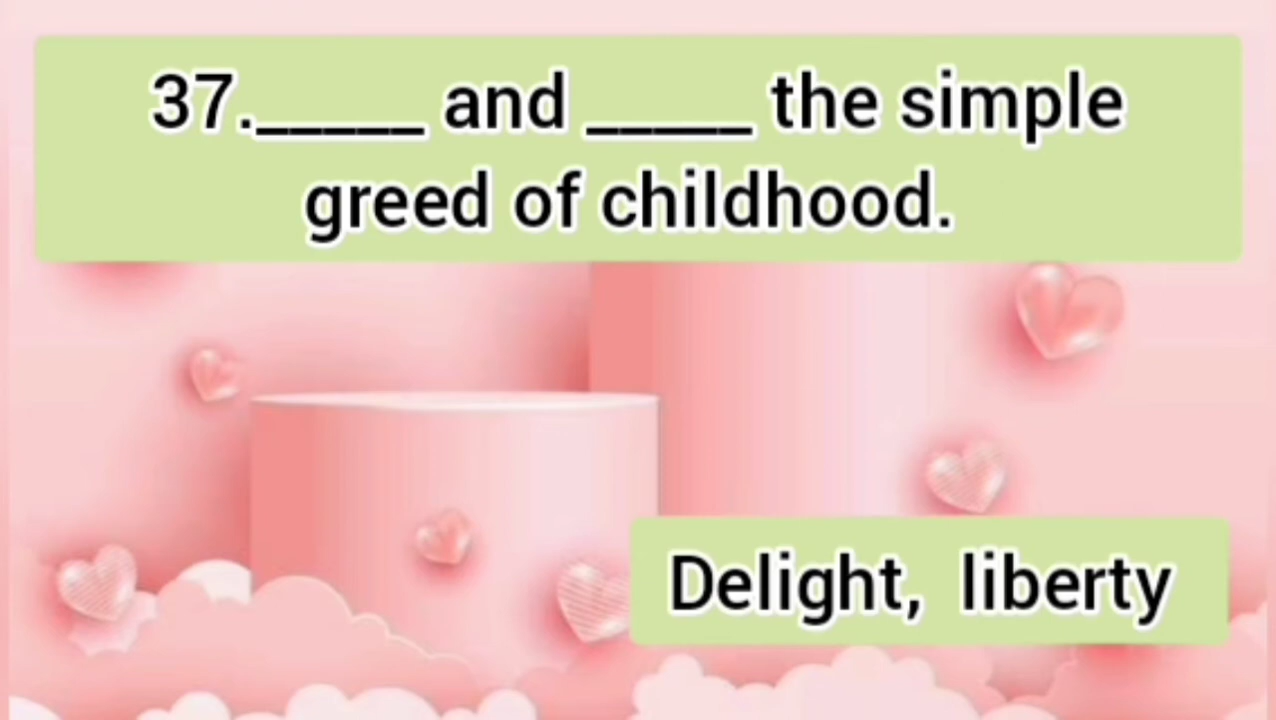 37._____ and _____ the simple
greed of childhood.
Delight, liberty